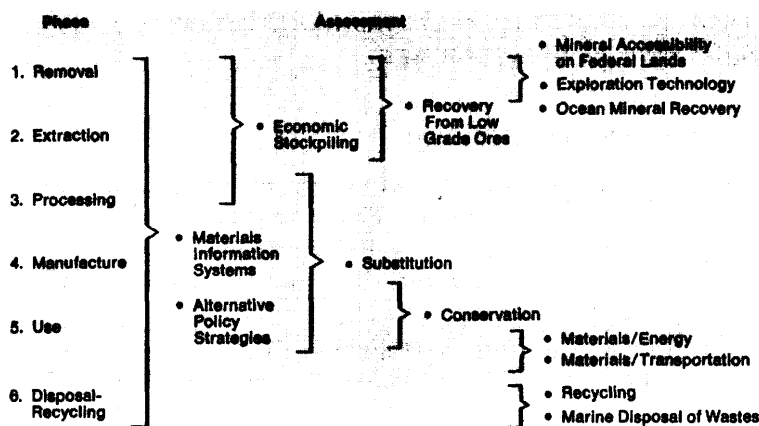 Phase
Assessment
1. Removal
2. Extraction
3. Processing
4. Manufacture
5. Use
6. Disposal-
Recycling
• Materials
Information
Systems
• Alternative
Policy
Strategies
• Economic
Stockpiling
• Substitution
• Recovery
From Low
Grade Ores
• Conservation
• Mineral Accessibility
on Federal Lands
• Exploration Technology
• Ocean Mineral Recovery
• Materials/Energy
• Materials/Transportation
• Recycling
• Marine Disposal of Wastes